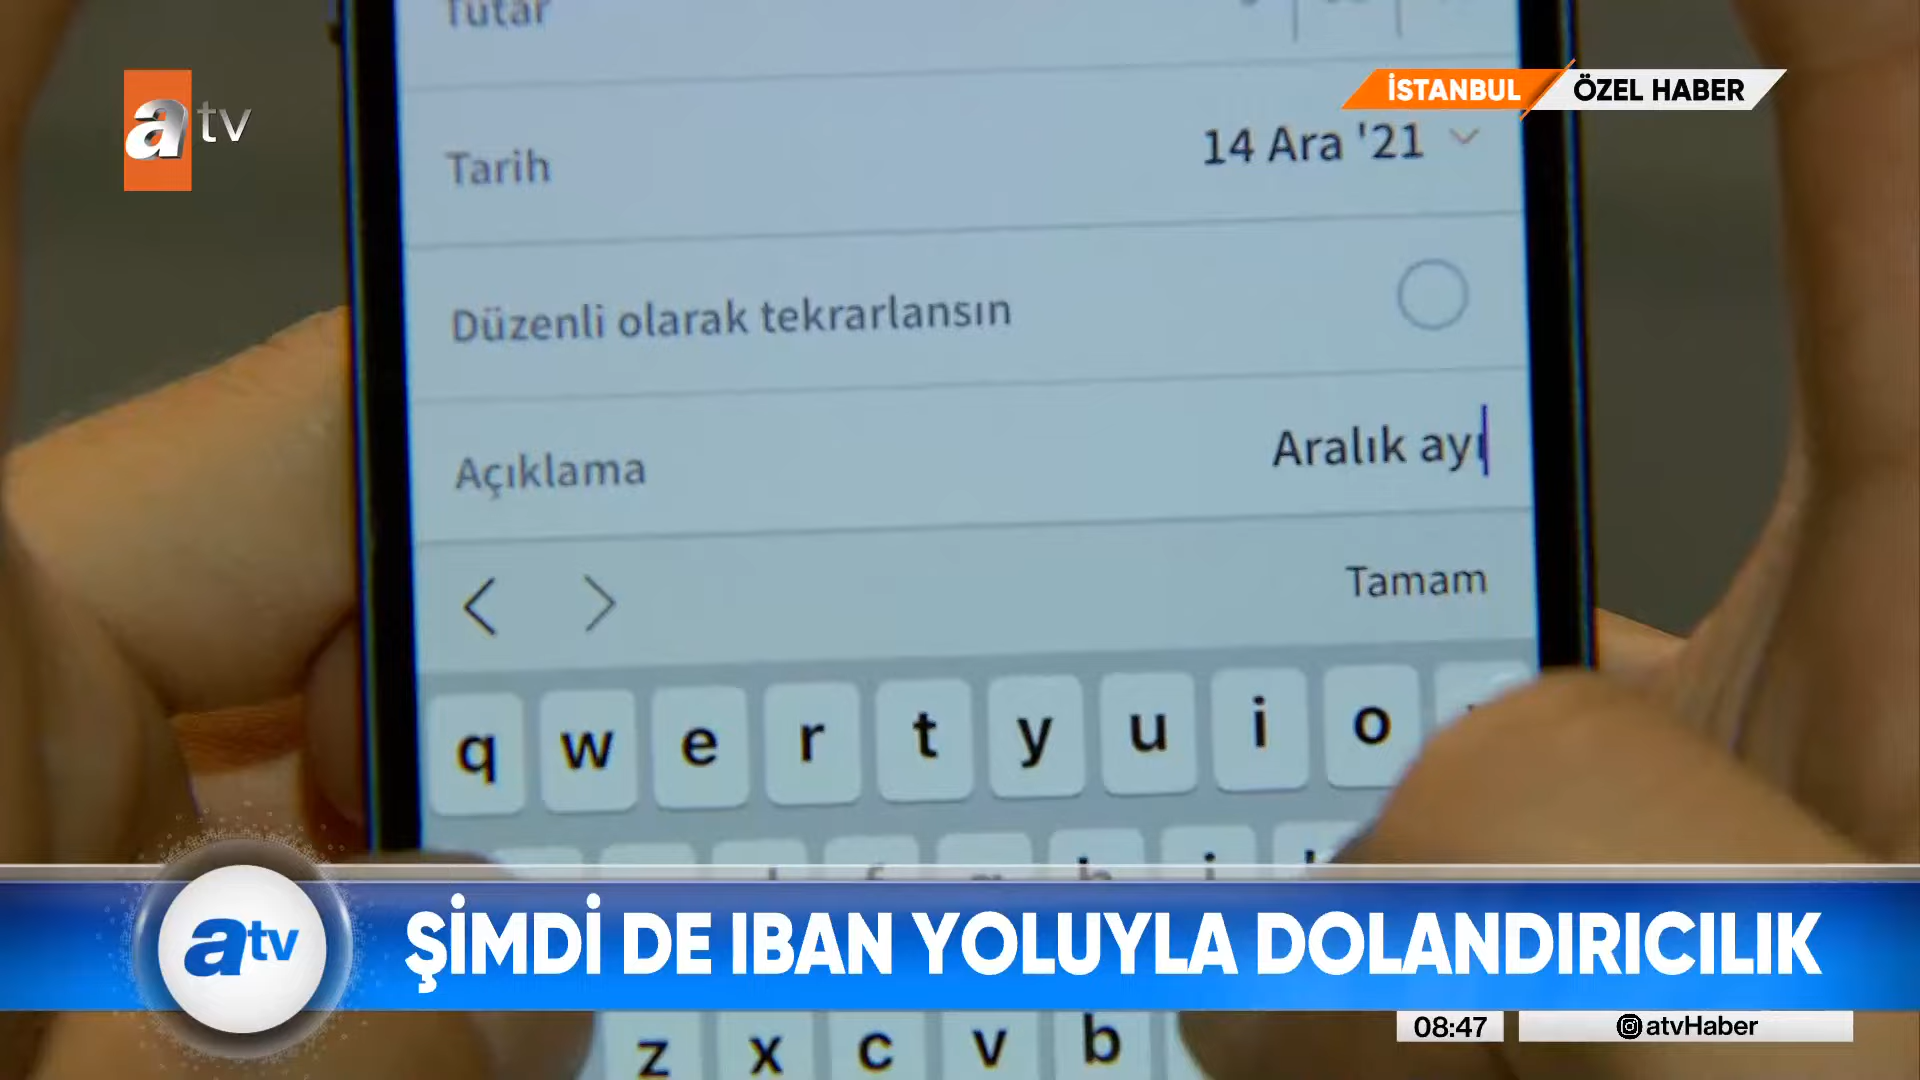 Tutar
atv
İSTANBUL
ÖZEL HABER
Tarih
14 Ara '21
Düzenli olarak tekrarlansın
Açıklama
Aralık ayı
Tamam
q w e r t y u i o
atv
ŞİMDİ DE IBAN YOLUYLA DOLANDIRICILIK
z x c v b
08:47
atvHaber